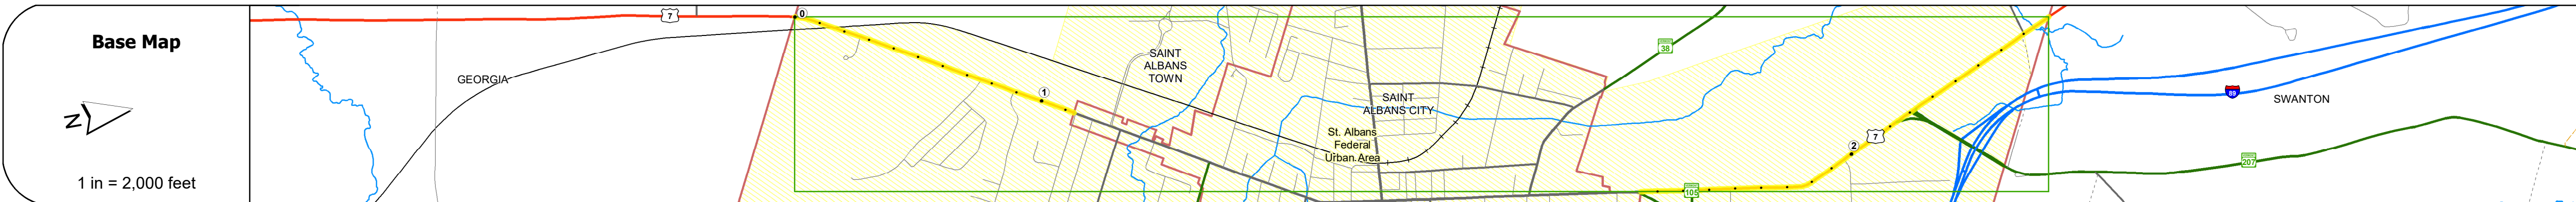 Base Map
N
1 in = 2,000 feet
GEORGIA
7
0
1
SAINT
ALBANS
TOWN
SAINT
ALBANS CITY
St. Albans
Federal
Urban Area
38
105
2
7
89
SWANTON
207